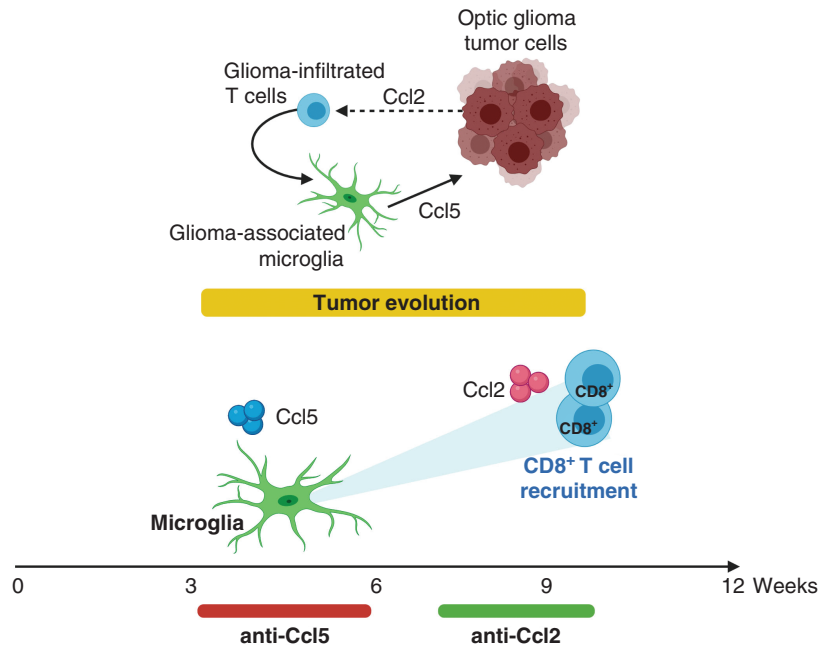 Optic glioma
tumor cells
Glioma-infiltrated
T cells
Ccl2
Ccl5
Glioma-associated
microglia
Tumor evolution
Ccl2
Ccl5
CD8⁺
CD8⁺
CD8⁺ T cell
recruitment
Microglia
0 3 6 9 12 Weeks
anti-Ccl5 anti-Ccl2